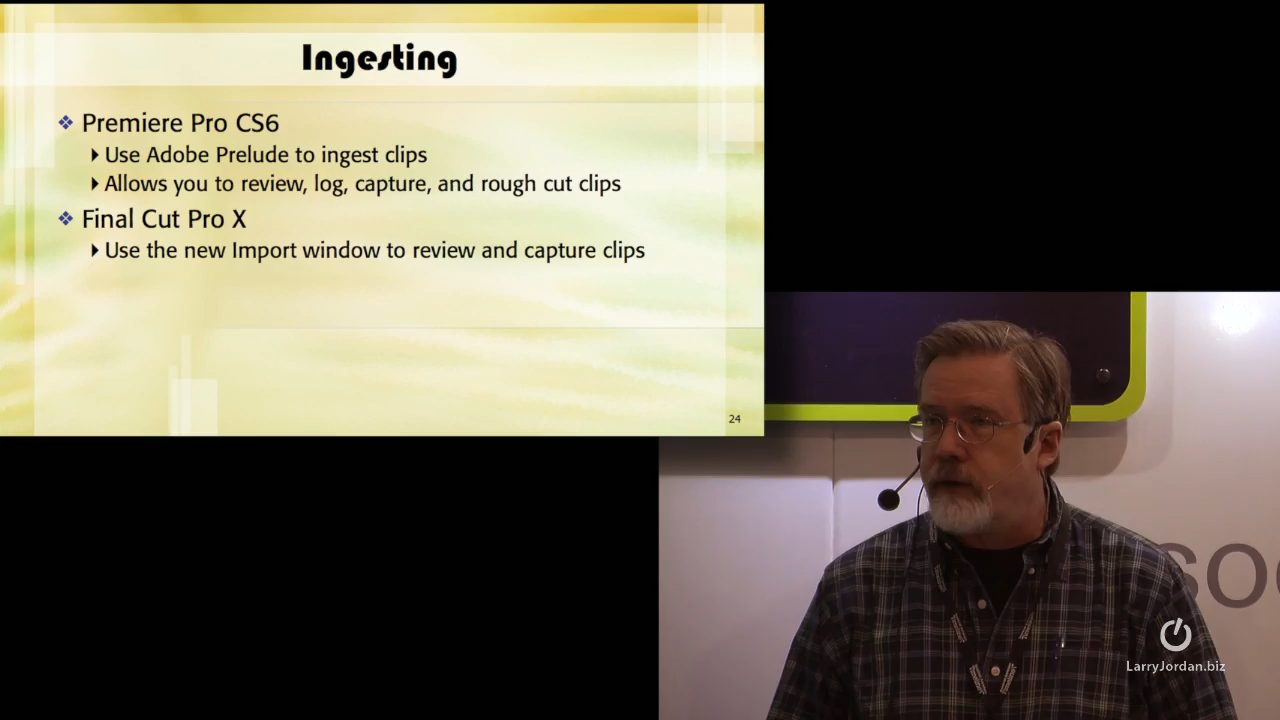 Ingesting
❖ Premiere Pro CS6
Use Adobe Prelude to ingest clips
Allows you to review, log, capture, and rough cut clips
❖ Final Cut Pro X
Use the new Import window to review and capture clips
24
soc
LarryJordan.biz